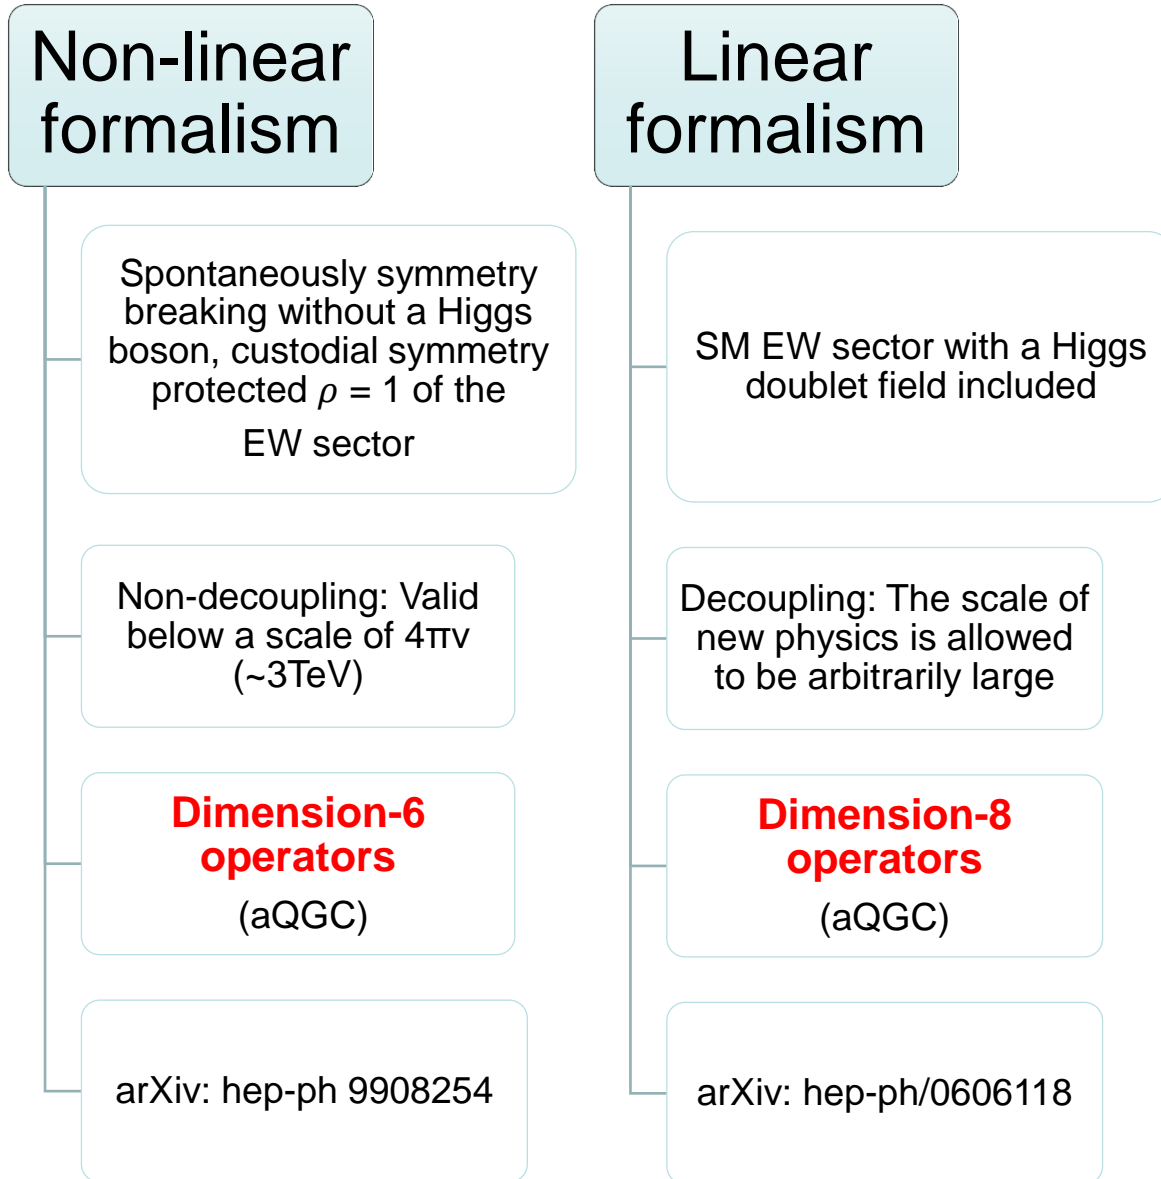 Non-linear
formalism
Spontaneously symmetry
breaking without a Higgs
boson, custodial symmetry
protected ρ = 1 of the
EW sector
Non-decoupling: Valid
below a scale of 4πv
(~3TeV)
Dimension-6
operators
(aQGC)
arXiv: hep-ph 9908254
Linear
formalism
SM EW sector with a Higgs
doublet field included
Decoupling: The scale of
new physics is allowed
to be arbitrarily large
Dimension-8
operators
(aQGC)
arXiv: hep-ph/0606118